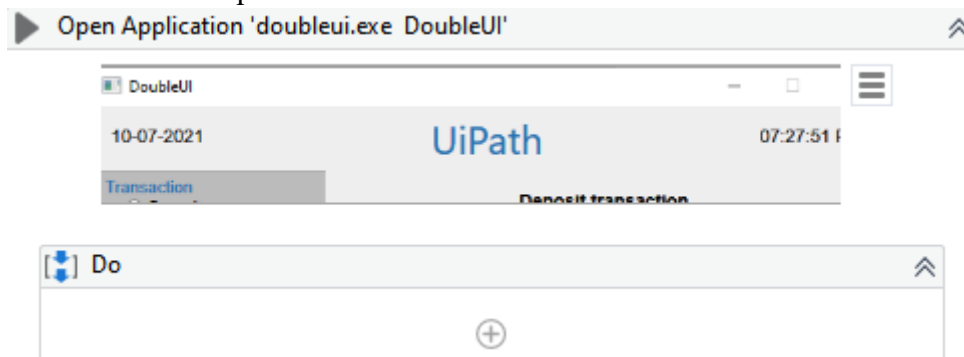 Open Application 'doubleui.exe DoubleUI'
DoubleUI
10-07-2021 UiPath 07:27:51
Transaction
Deposit transaction
Do